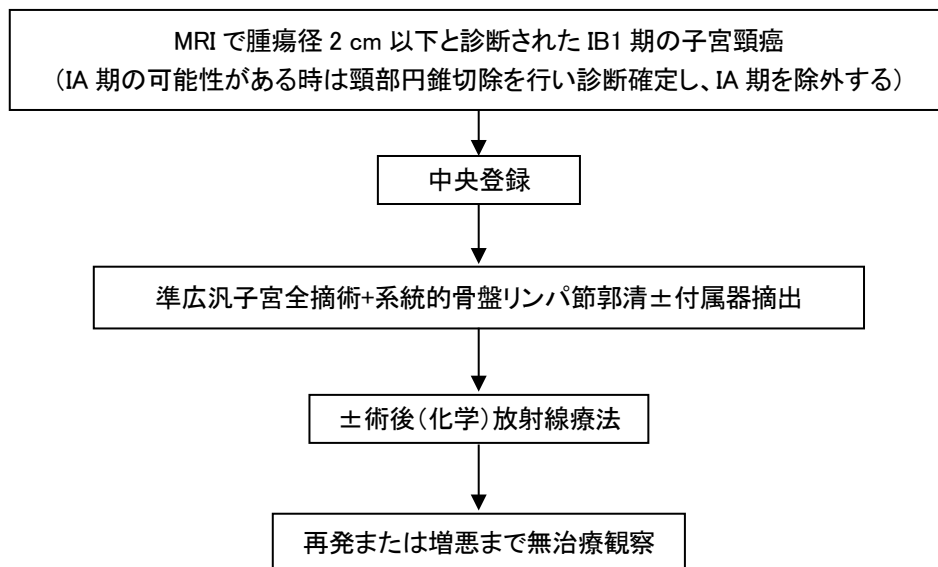 MRI で腫瘍径 2 cm 以下と診断された IB1 期の子宮頸癌
（IA 期の可能性がある時は頸部円錐切除を行い診断確定し、IA 期を除外する）
中央登録
準広汎子宮全摘術+系統的骨盤リンパ節郭清±付属器摘出
±術後（化学）放射線療法
再発または増悪まで無治療観察